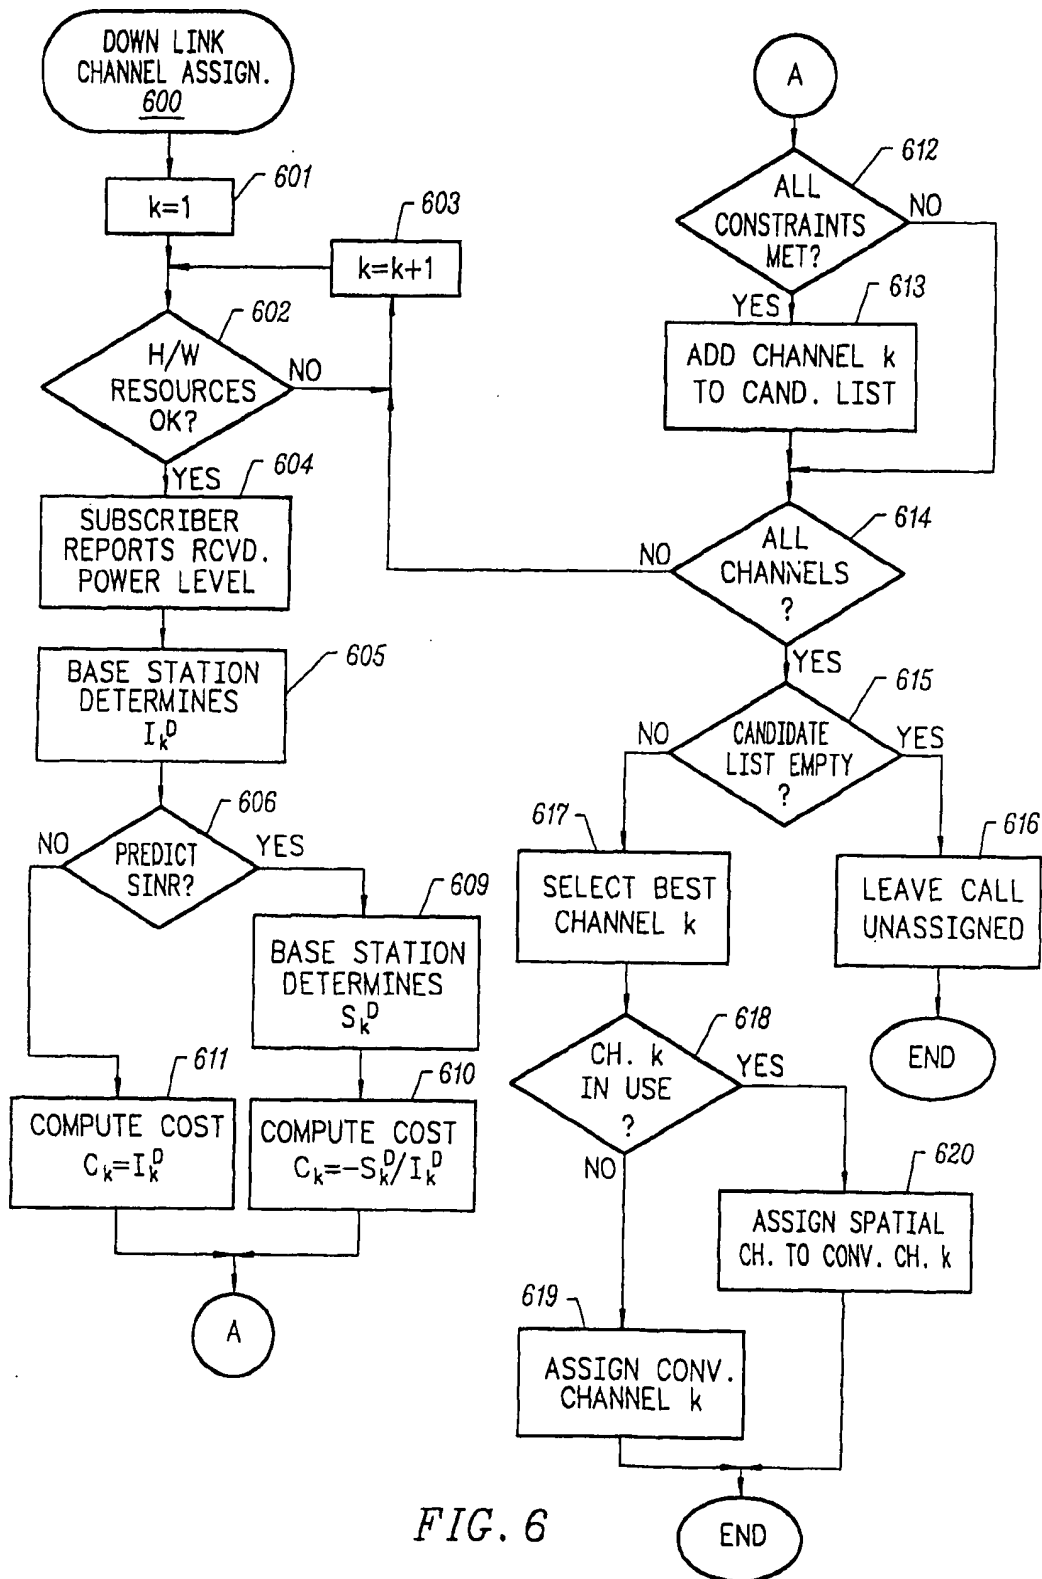 DOWN LINK
CHANNEL ASSIGN.
600
601
k=1
603
k=k+1
602
H/W
RESOURCES
OK?
NO
YES
604
SUBSCRIBER
REPORTS RCVD.
POWER LEVEL
605
BASE STATION
DETERMINES
I_k^D
606
NO
PREDICT
SINR?
YES
609
BASE STATION
DETERMINES
S_k^D
611
COMPUTE COST
C_k=I_k^D
610
COMPUTE COST
C_k=-S_k^D/I_k^D
A
A
612
ALL
CONSTRAINTS
MET?
NO
YES
613
ADD CHANNEL k
TO CAND. LIST
614
NO
ALL
CHANNELS
?
YES
615
NO
CANDIDATE
LIST EMPTY
?
YES
617
SELECT BEST
CHANNEL k
616
LEAVE CALL
UNASSIGNED
END
618
CH. k
IN USE
?
YES
NO
620
ASSIGN SPATIAL
CH. TO CONV. CH. k
619
ASSIGN CONV.
CHANNEL k
END
FIG. 6